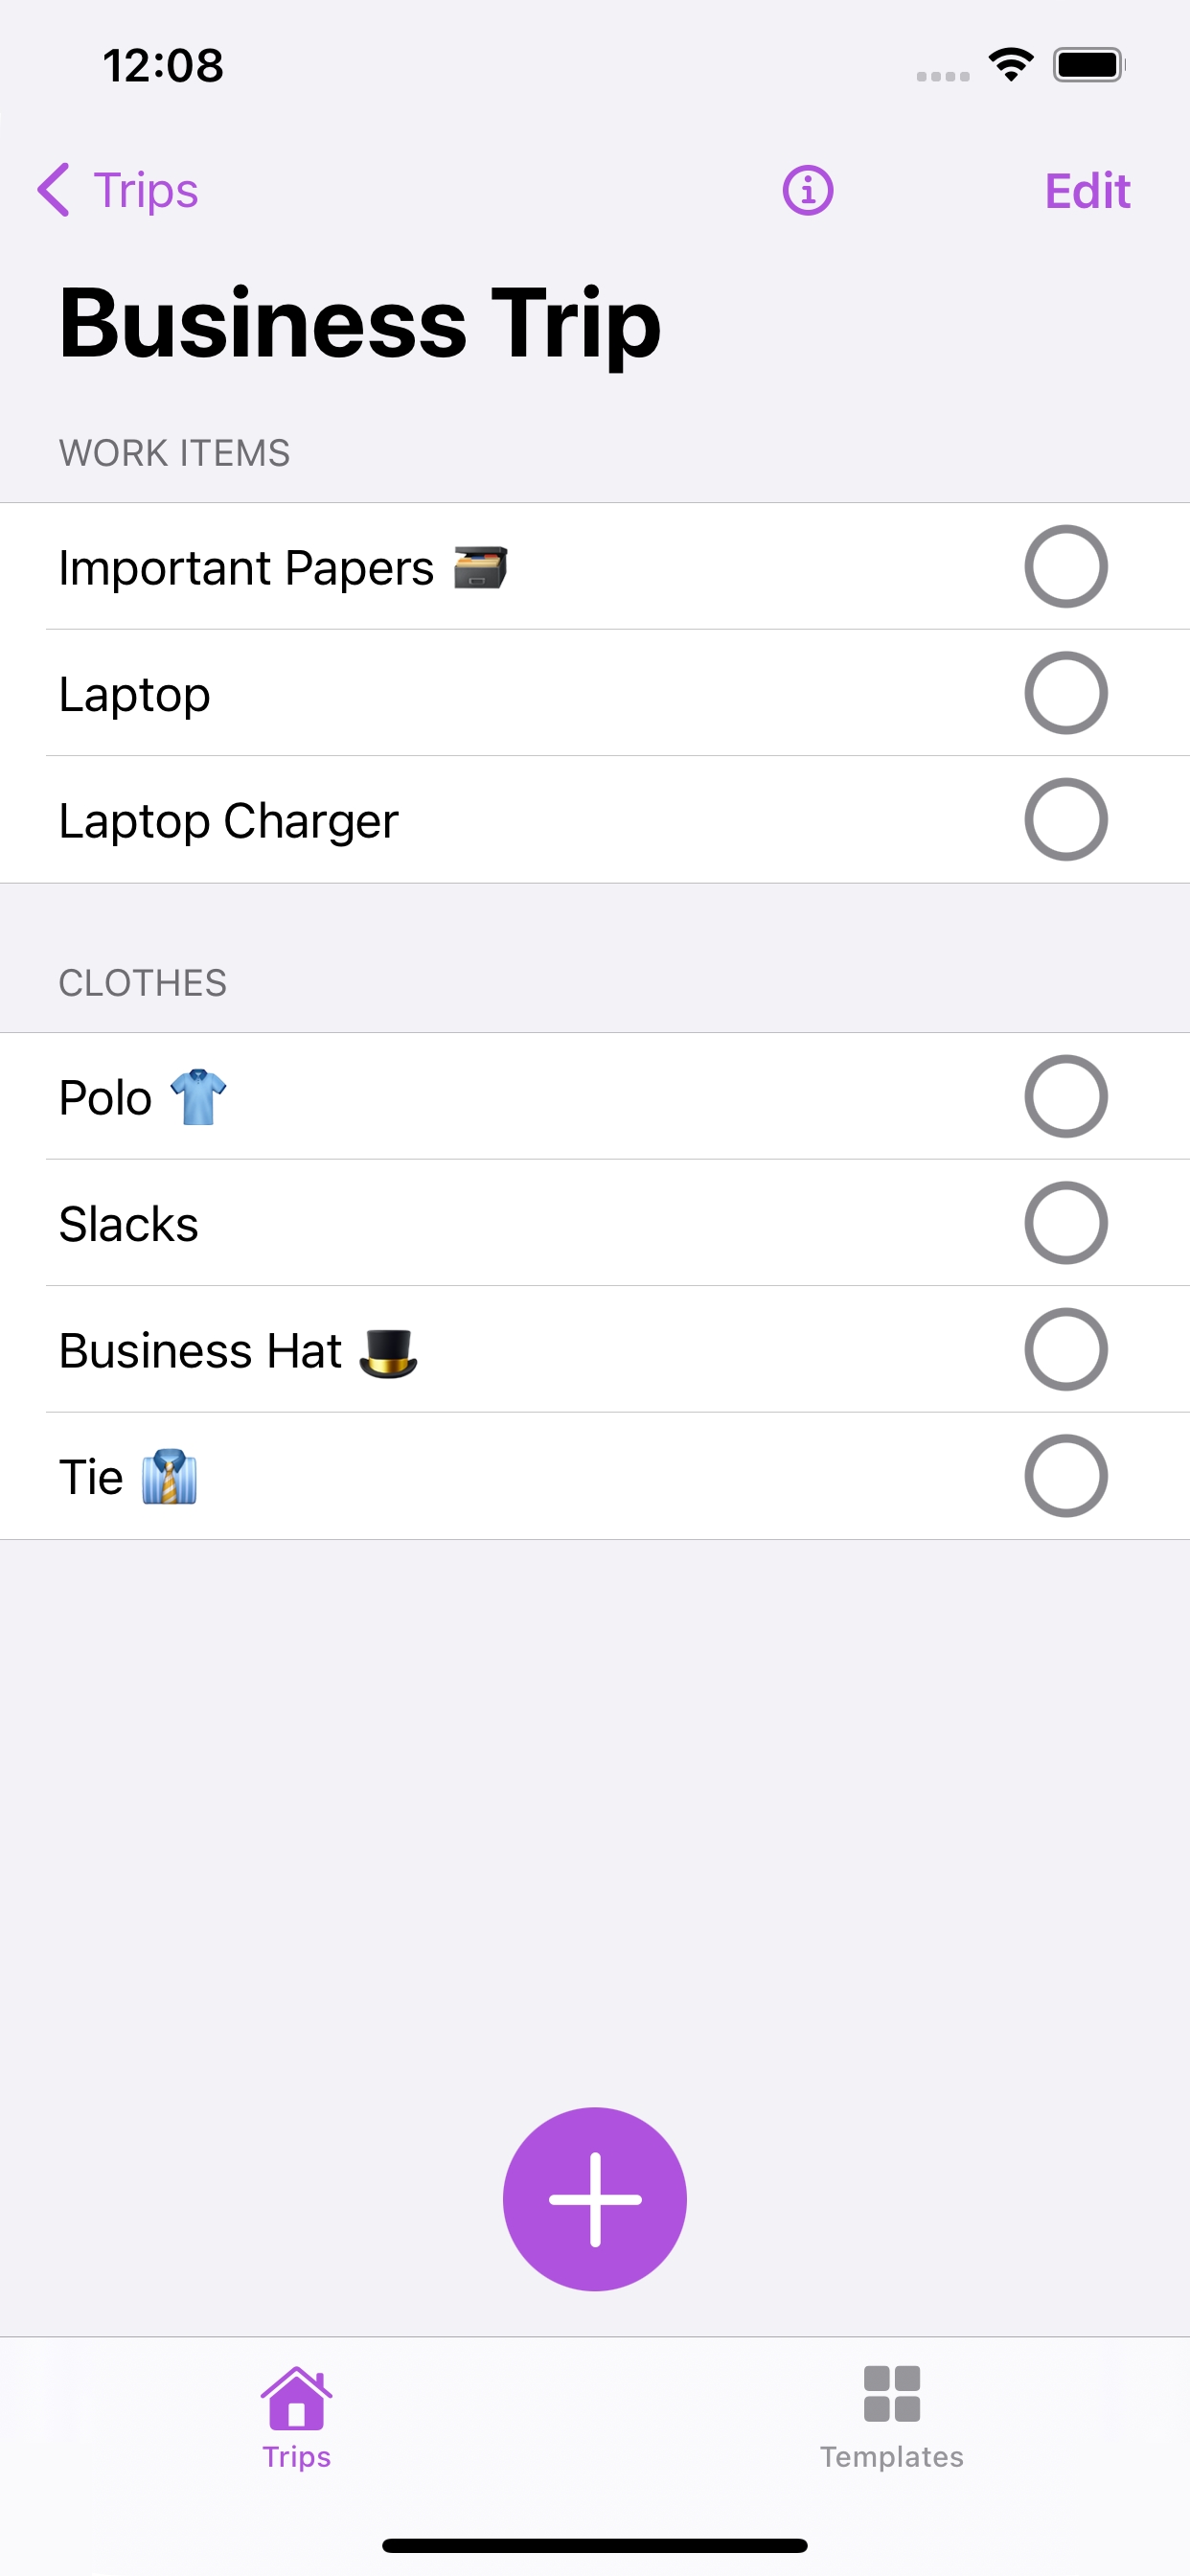 12:08
Trips
Edit
Business Trip
WORK ITEMS
Important Papers 🗃️
Laptop
Laptop Charger
CLOTHES
Polo 👕
Slacks
Business Hat 🎩
Tie 👔
Trips
Templates